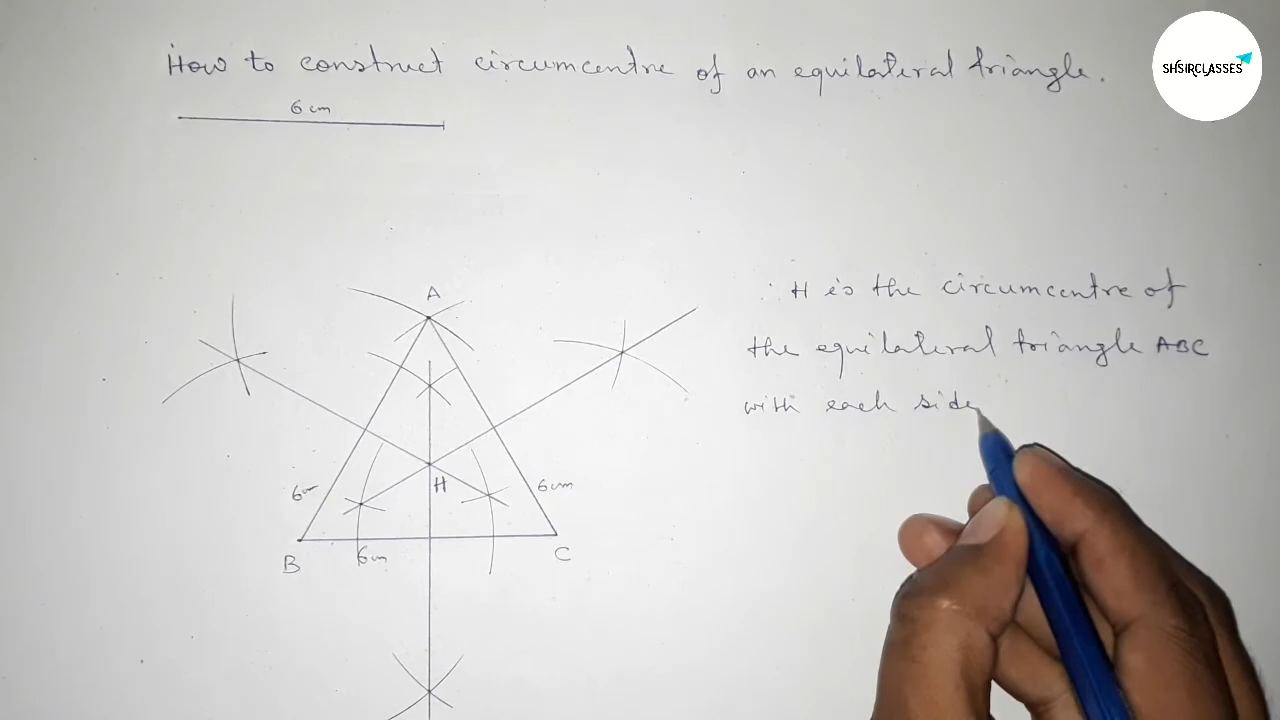 How to construct circumcentre of an equilateral triangle.
SHSIRCLASSES
6 cm
A
∴ H is the circumcentre of
the equilateral triangle ABC
with each side
H
6cm
6cm
B
6cm
C